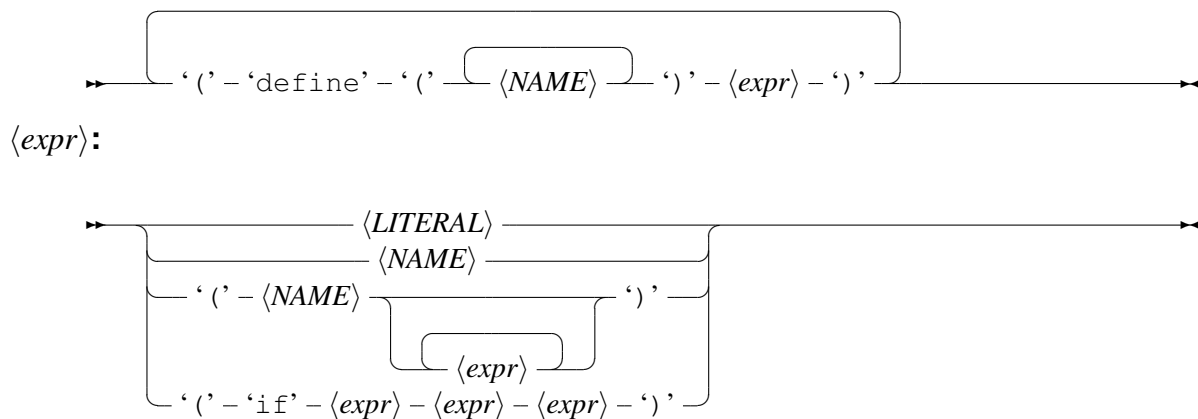 ‘(’ – ‘define’ – ‘(’ ⟨NAME⟩ ‘)’ – ⟨expr⟩ – ‘)’
⟨expr⟩:
⟨LITERAL⟩
⟨NAME⟩
‘(’ – ⟨NAME⟩ ‘)’
⟨expr⟩
‘(’ – ‘if’ – ⟨expr⟩ – ⟨expr⟩ – ⟨expr⟩ – ‘)’